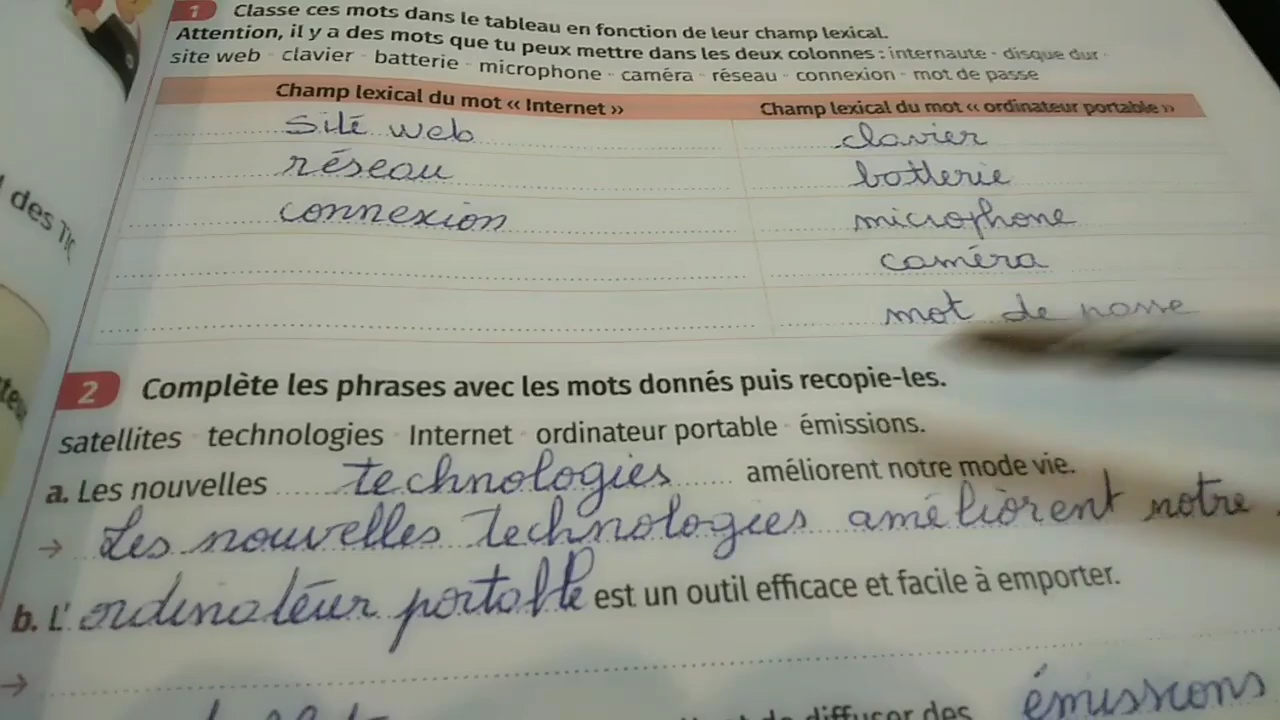 1 Classe ces mots dans le tableau en fonction de leur champ lexical.
Attention, il y a des mots que tu peux mettre dans les deux colonnes : internaute - disque dur -
site web - clavier - batterie - microphone - caméra - réseau - connexion - mot de passe
Champ lexical du mot « Internet » Champ lexical du mot « ordinateur portable »
site web clavier
réseau batterie
connexion microphone
caméra
mot de passe
des TIC
2 Complète les phrases avec les mots donnés puis recopie-les.
satellites - technologies - Internet - ordinateur portable - émissions.
a. Les nouvelles technologies améliorent notre mode vie.
→ Les nouvelles technologies améliorent notre
b. L' ordinateur portable est un outil efficace et facile à emporter.
→
de diffuser des émissions